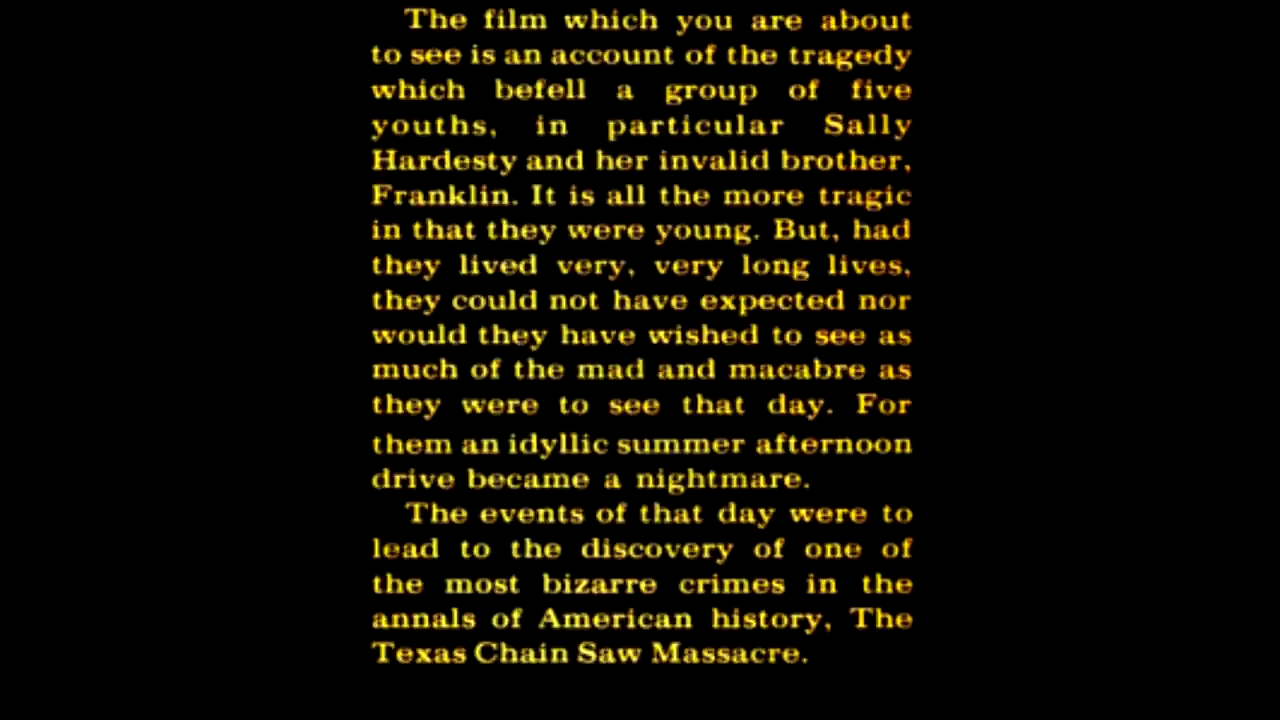 The film which you are about
to see is an account of the tragedy
which befell a group of five
youths, in particular Sally
Hardesty and her invalid brother,
Franklin. It is all the more tragic
in that they were young. But, had
they lived very, very long lives,
they could not have expected nor
would they have wished to see as
much of the mad and macabre as
they were to see that day. For
them an idyllic summer afternoon
drive became a nightmare.
The events of that day were to
lead to the discovery of one of
the most bizarre crimes in the
annals of American history, The
Texas Chain Saw Massacre.